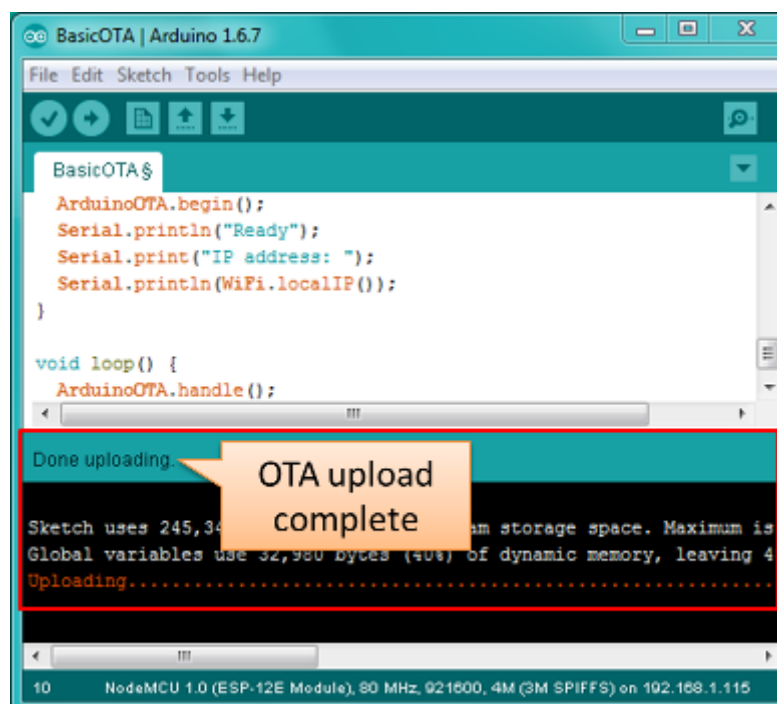 BasicOTA | Arduino 1.6.7
File Edit Sketch Tools Help
BasicOTA§
ArduinoOTA.begin();
Serial.println("Ready");
Serial.print("IP address: ");
Serial.println(WiFi.localIP());
}
void loop() {
ArduinoOTA.handle();
Done uploading.
OTA upload
complete
Sketch uses 245,34 am storage space. Maximum is
Global variables use 32,980 bytes (40%) of dynamic memory, leaving 4
Uploading......................................................................
10 NodeMCU 1.0 (ESP-12E Module), 80 MHz, 921600, 4M (3M SPIFFS) on 192.168.1.115